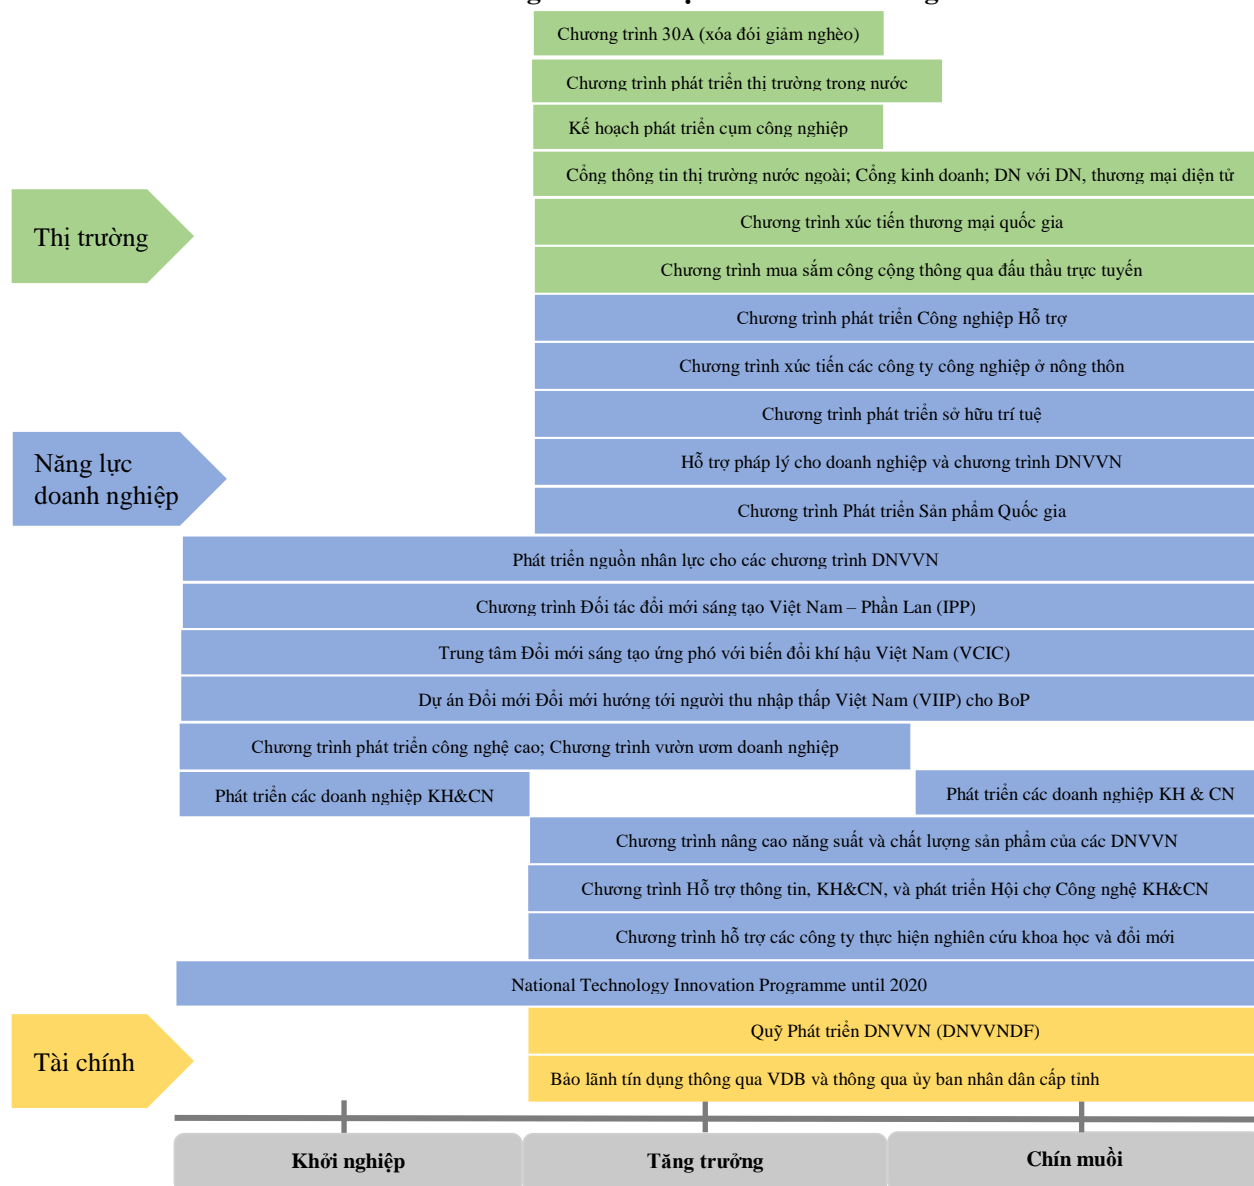 Chương trình 30A (xóa đói giảm nghèo)
Chương trình phát triển thị trường trong nước
Kế hoạch phát triển cụm công nghiệp
Cổng thông tin thị trường nước ngoài; Cổng kinh doanh; DN với DN, thương mại diện tử
Thị trường
Chương trình xúc tiến thương mại quốc gia
Chương trình mua sắm công cộng thông qua đấu thầu trực tuyến
Chương trình phát triển Công nghiệp Hỗ trợ
Chương trình xúc tiến các công ty công nghiệp ở nông thôn
Chương trình phát triển sở hữu trí tuệ
Năng lực
doanh nghiệp
Hỗ trợ pháp lý cho doanh nghiệp và chương trình DNVVN
Chương trình Phát triển Sản phẩm Quốc gia
Phát triển nguồn nhân lực cho các chương trình DNVVN
Chương trình Đối tác đổi mới sáng tạo Việt Nam – Phần Lan (IPP)
Trung tâm Đổi mới sáng tạo ứng phó với biến đổi khí hậu Việt Nam (VCIC)
Dự án Đổi mới Đổi mới hướng tới người thu nhập thấp Việt Nam (VIIP) cho BoP
Chương trình phát triển công nghệ cao; Chương trình vườn ươm doanh nghiệp
Phát triển các doanh nghiệp KH&CN
Phát triển các doanh nghiệp KH & CN
Chương trình nâng cao năng suất và chất lượng sản phẩm của các DNVVN
Chương trình Hỗ trợ thông tin, KH&CN, và phát triển Hội chợ Công nghệ KH&CN
Chương trình hỗ trợ các công ty thực hiện nghiên cứu khoa học và đổi mới
National Technology Innovation Programme until 2020
Tài chính
Quỹ Phát triển DNVVN (DNVVNDF)
Bảo lãnh tín dụng thông qua VDB và thông qua ủy ban nhân dân cấp tỉnh
Khởi nghiệp
Tăng trưởng
Chín muồi